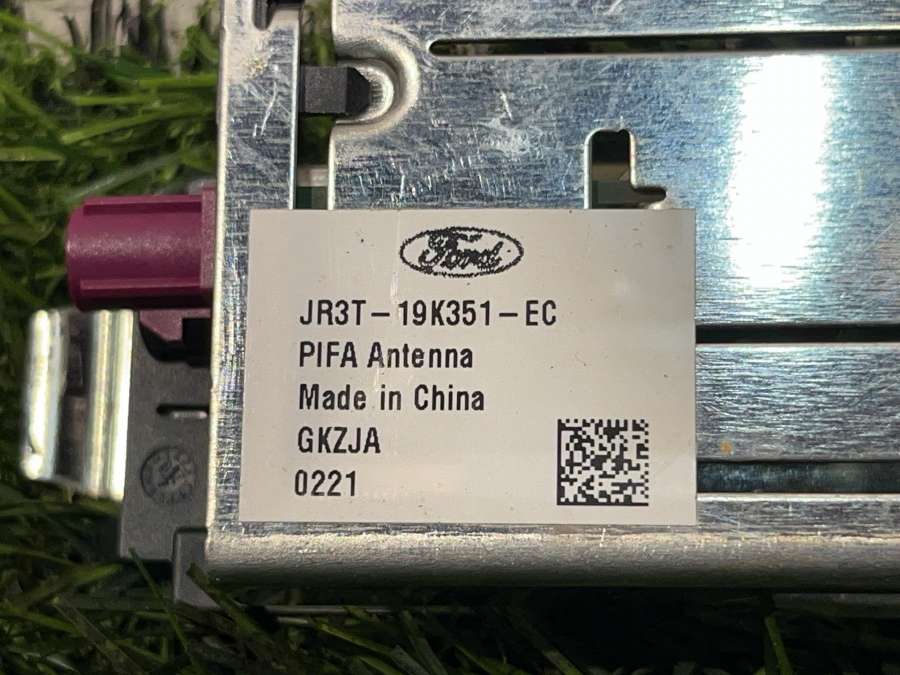 Ford
JR3T-19K351-EC
PIFA Antenna
Made in China
GKZJA
0221